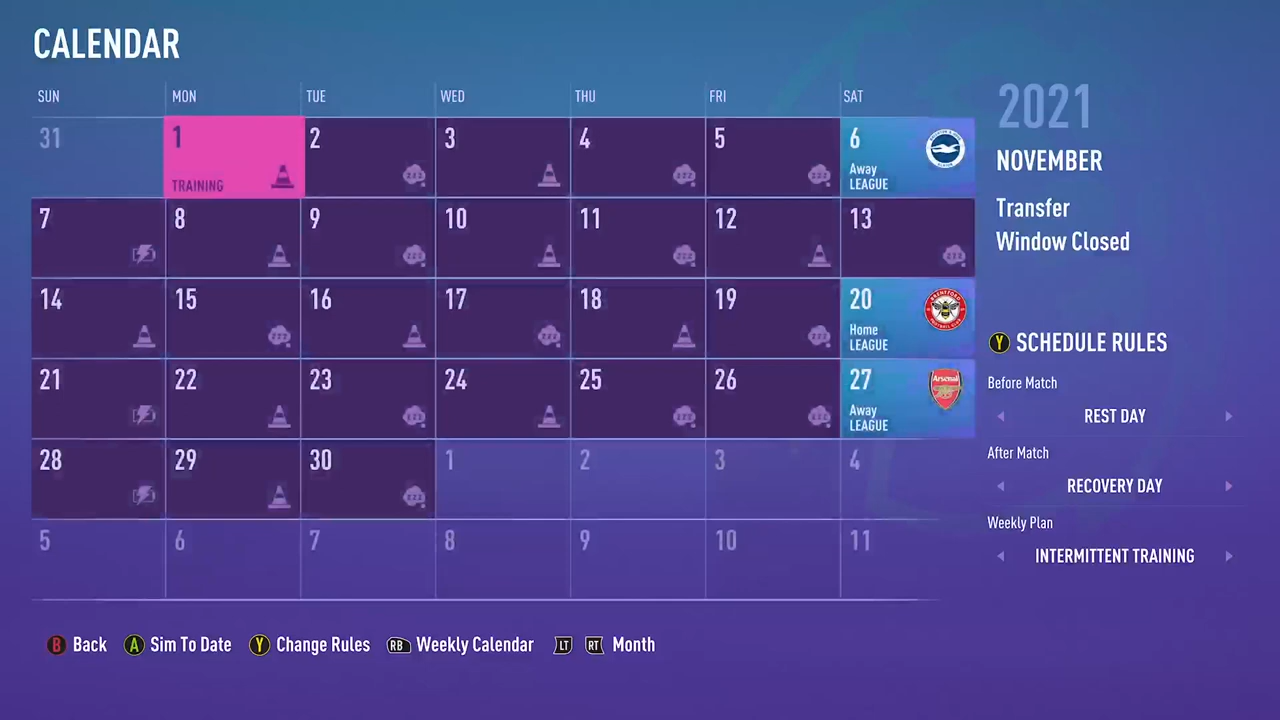 CALENDAR
SUN MON TUE WED THU FRI SAT
31 1 2 3 4 5 6
TRAINING
Away
LEAGUE
7 8 9 10 11 12 13
14 15 16 17 18 19 20
Home
LEAGUE
21 22 23 24 25 26 27
Arsenal
Away
LEAGUE
28 29 30 1 2 3 4
5 6 7 8 9 10 11
2021
NOVEMBER
Transfer
Window Closed
Y SCHEDULE RULES
Before Match
REST DAY
After Match
RECOVERY DAY
Weekly Plan
INTERMITTENT TRAINING
B Back A Sim To Date Y Change Rules RB Weekly Calendar LT RT Month